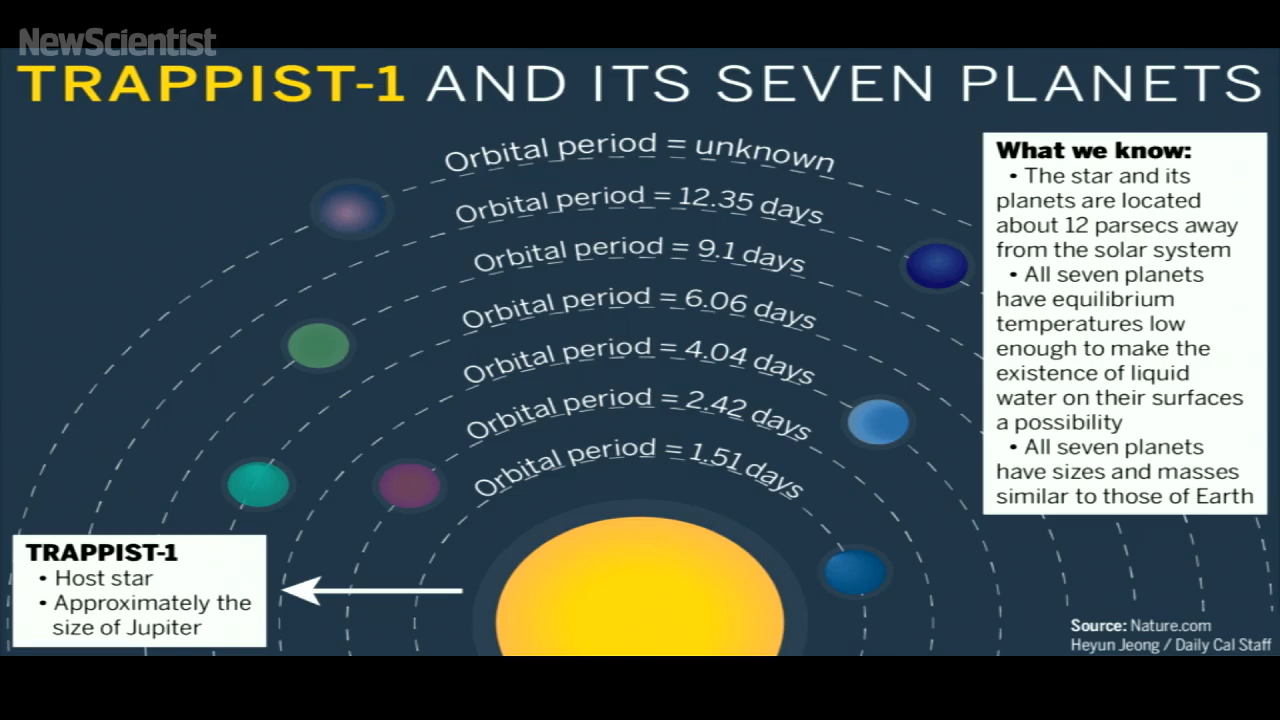 NewScientist
TRAPPIST-1 AND ITS SEVEN PLANETS
Orbital period = unknown
Orbital period = 12.35 days
Orbital period = 9.1 days
Orbital period = 6.06 days
Orbital period = 4.04 days
Orbital period = 2.42 days
Orbital period = 1.51 days
What we know:
• The star and its
planets are located
about 12 parsecs away
from the solar system
• All seven planets
have equilibrium
temperatures low
enough to make the
existence of liquid
water on their surfaces
a possibility
• All seven planets
have sizes and masses
similar to those of Earth
TRAPPIST-1
• Host star
• Approximately the
size of Jupiter
Source: Nature.com
Heyun Jeong / Daily Cal Staff